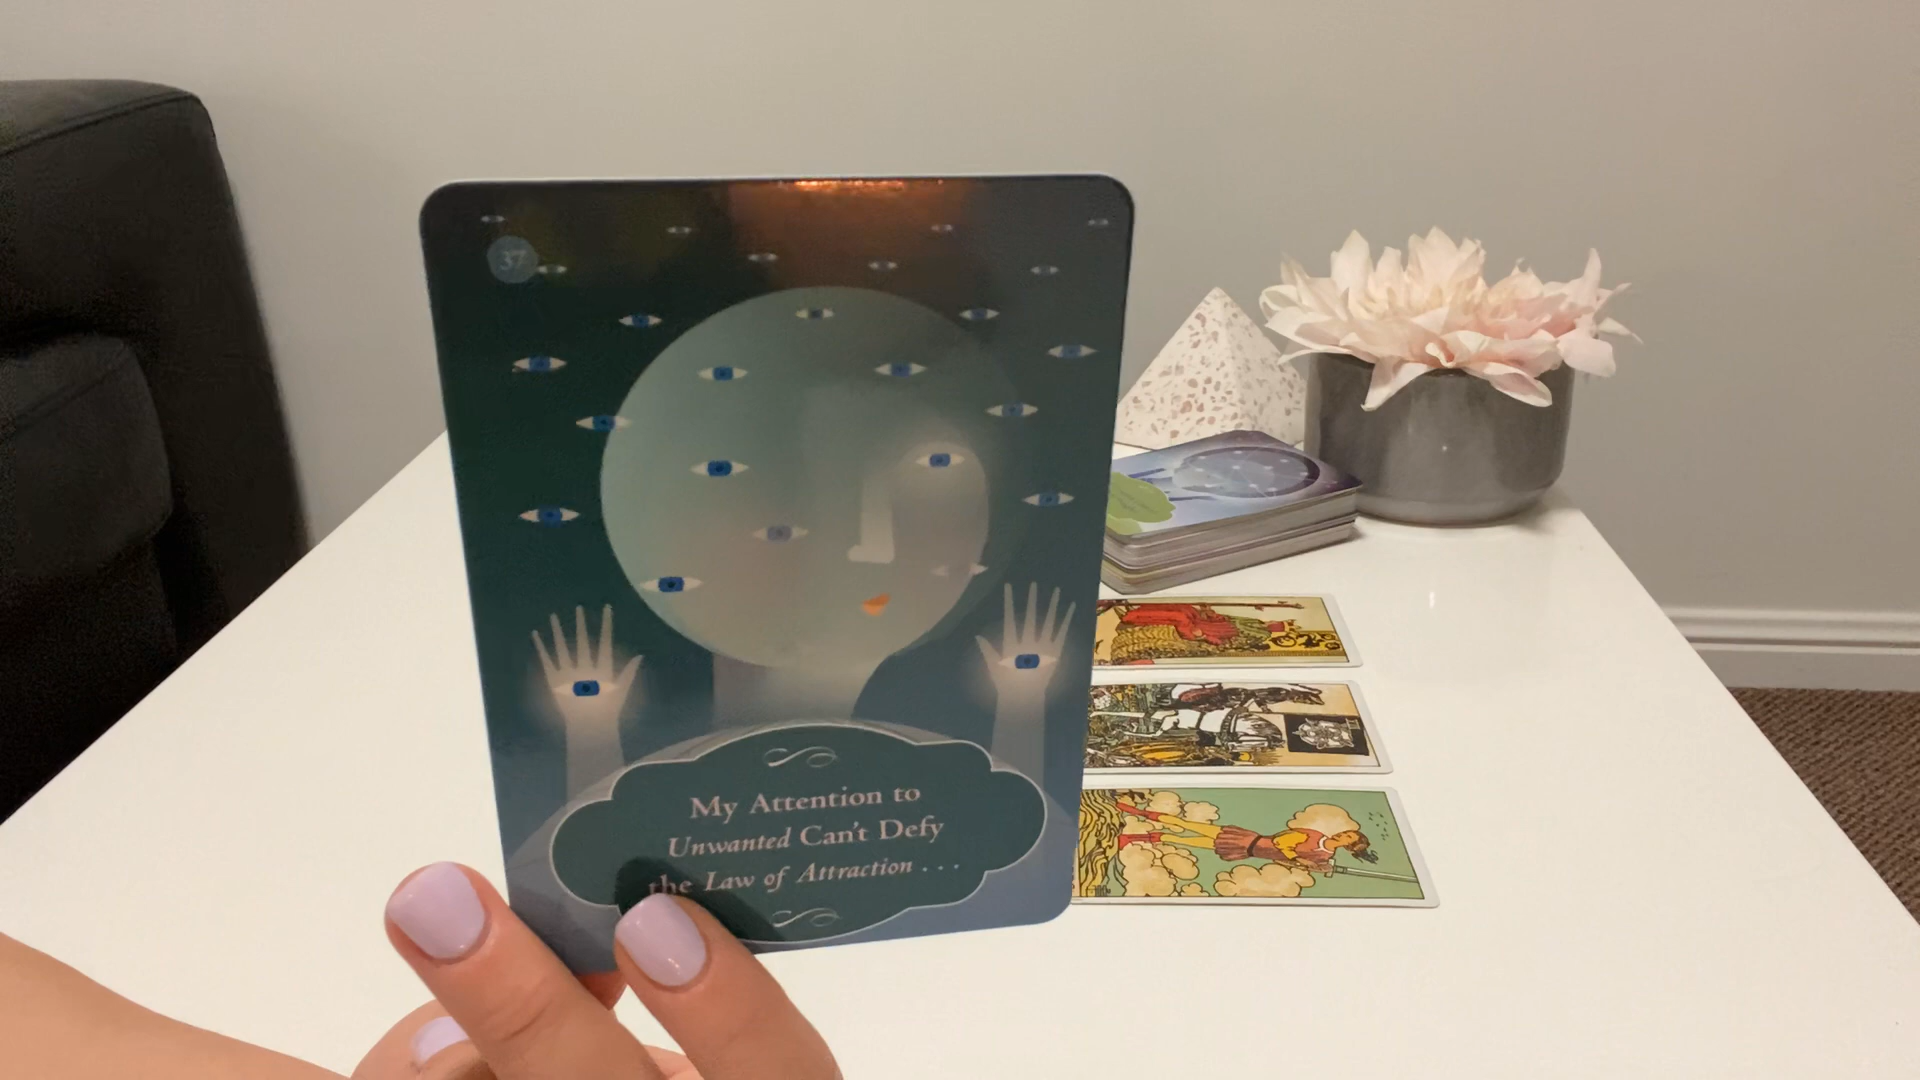 37
My Attention to
Unwanted Can't Defy
the Law of Attraction . . .